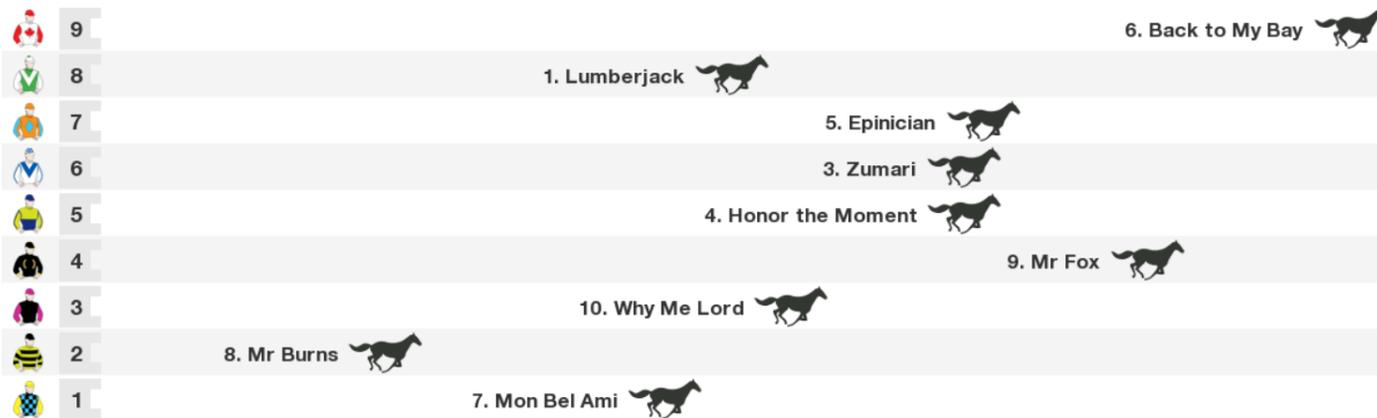 9 6. Back to My Bay
8 1. Lumberjack
7 5. Epinician
6 3. Zumari
5 4. Honor the Moment
4 9. Mr Fox
3 10. Why Me Lord
2 8. Mr Burns
1 7. Mon Bel Ami